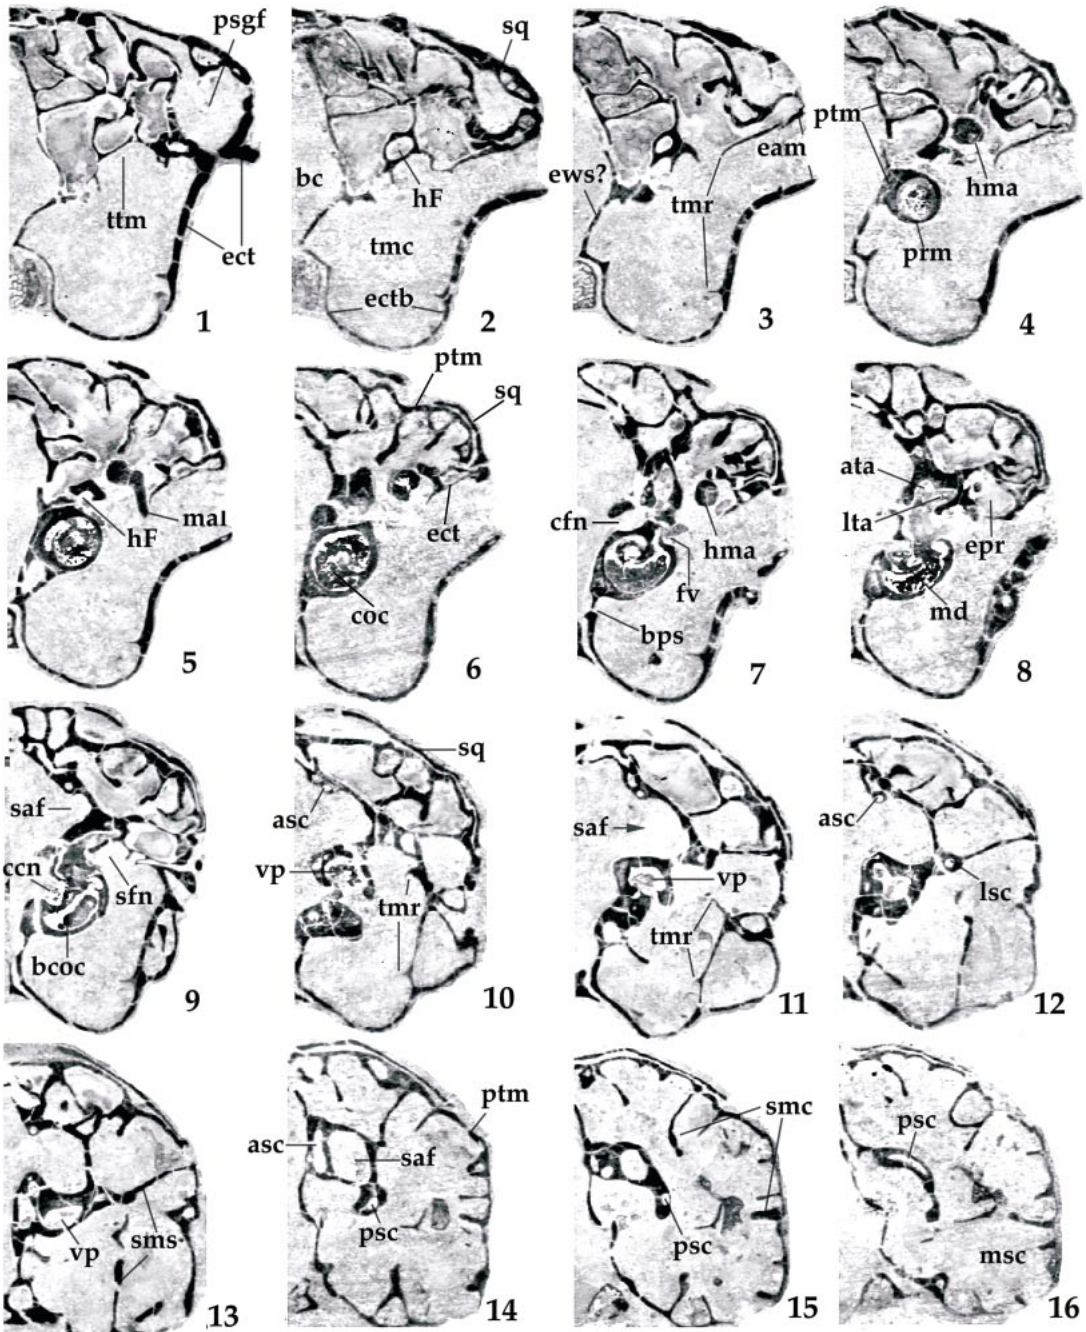 psgf
ttm
ect
1
sq
bc
hF
tmc
ectb
2
ews?
tmr
eam
3
ptm
hma
prm
4
hF
mal
5
ptm
sq
ect
coc
6
cfn
hma
fv
bps
7
ata
lta
epr
md
8
saf
ccn
sfn
bcoc
9
sq
asc
vp
tmr
10
saf
vp
tmr
11
asc
lsc
12
vp
sms
13
ptm
asc
saf
psc
14
smc
psc
15
psc
msc
16